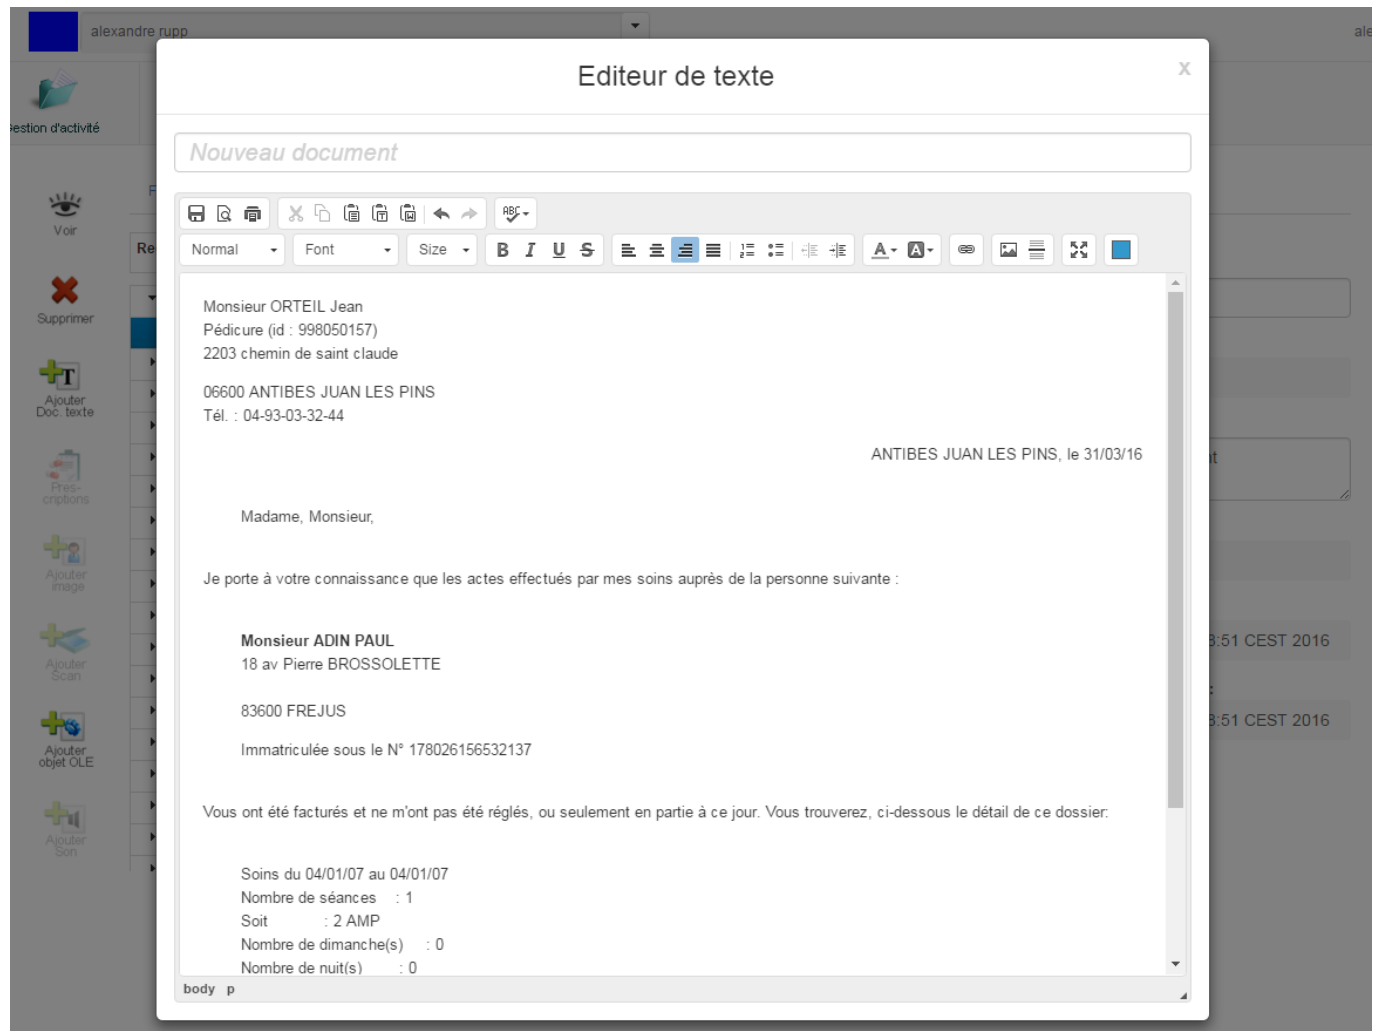 alexandre rupp
ale
Gestion d'activité
Editeur de texte
x
Nouveau document
Voir
Re
Supprimer
Ajouter
Doc. texte
Pres-
criptions
Ajouter
image
Ajouter
Scan
Ajouter
objet OLE
Ajouter
Son
ABC
Normal Font Size B I U S A A
Monsieur ORTEIL Jean
Pédicure (id : 998050157)
2203 chemin de saint claude
06600 ANTIBES JUAN LES PINS
Tél. : 04-93-03-32-44
ANTIBES JUAN LES PINS, le 31/03/16
Madame, Monsieur,
Je porte à votre connaissance que les actes effectués par mes soins auprès de la personne suivante :
Monsieur ADIN PAUL
18 av Pierre BROSSOLETTE
83600 FREJUS
Immatriculée sous le N° 178026156532137
Vous ont été facturés et ne m'ont pas été réglés, ou seulement en partie à ce jour. Vous trouverez, ci-dessous le détail de ce dossier:
Soins du 04/01/07 au 04/01/07
Nombre de séances : 1
Soit : 2 AMP
Nombre de dimanche(s) : 0
Nombre de nuit(s) : 0
body p
8:51 CEST 2016
:
8:51 CEST 2016